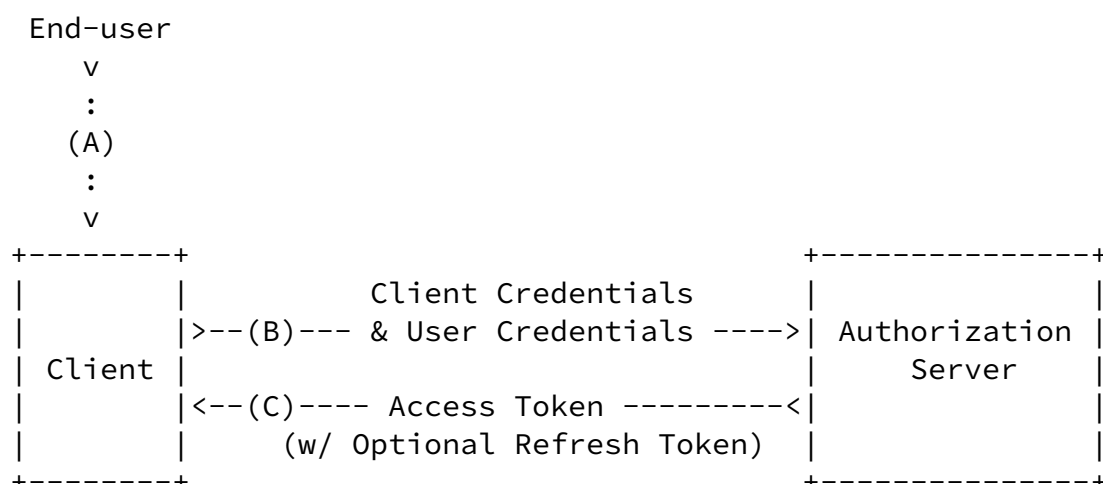 End-user
v
:
(A)
:
v
+--------+                                  +---------------+
|        |          Client Credentials      |               |
|        |>--(B)--- & User Credentials ---->| Authorization |
| Client |                                  |     Server    |
|        |<--(C)---- Access Token ---------<|               |
|        |     (w/ Optional Refresh Token)  |               |
+--------+                                  +---------------+